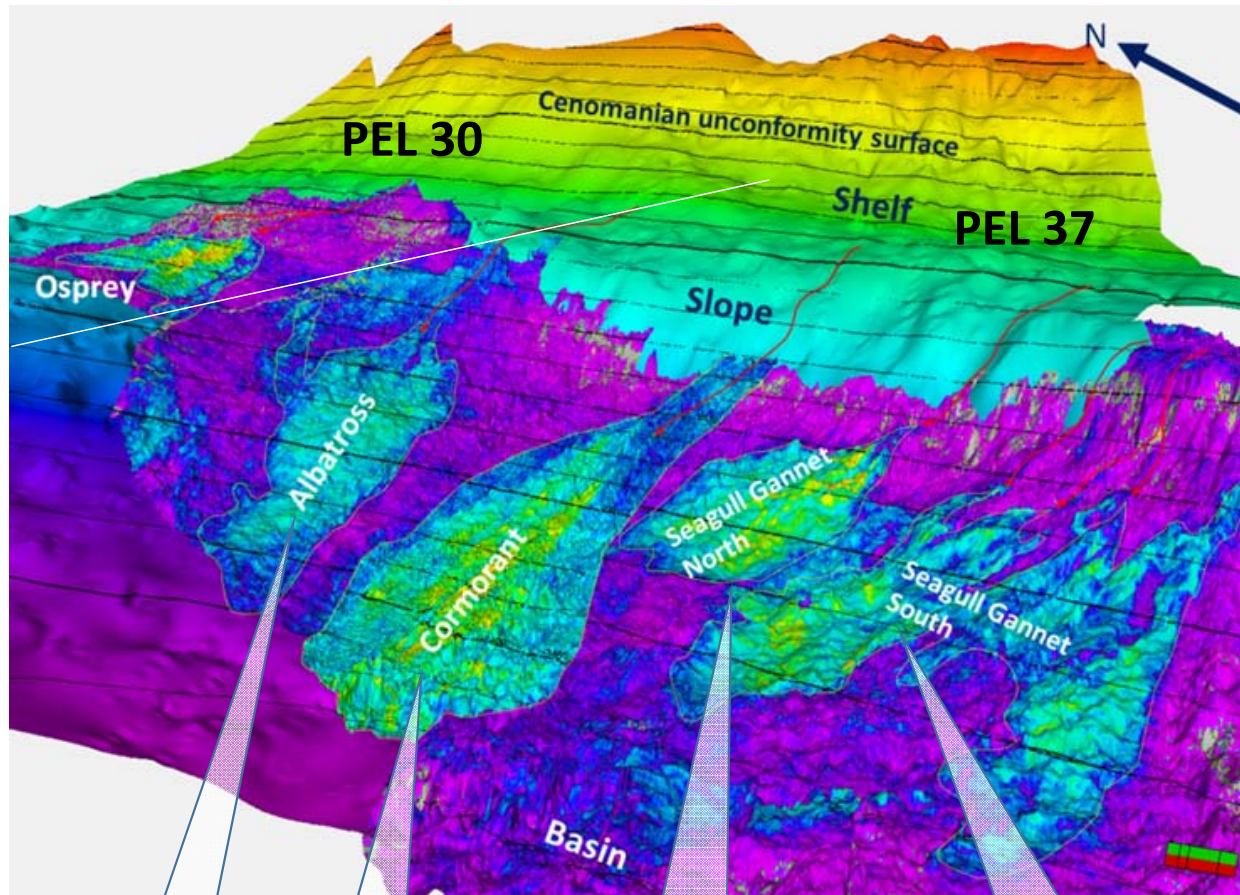 N
Cenomanian unconformity surface
PEL 30
Shelf
PEL 37
Osprey
Slope
Albatross
Cormorant
Seagull Gannet
North
Seagull Gannet
South
Basin